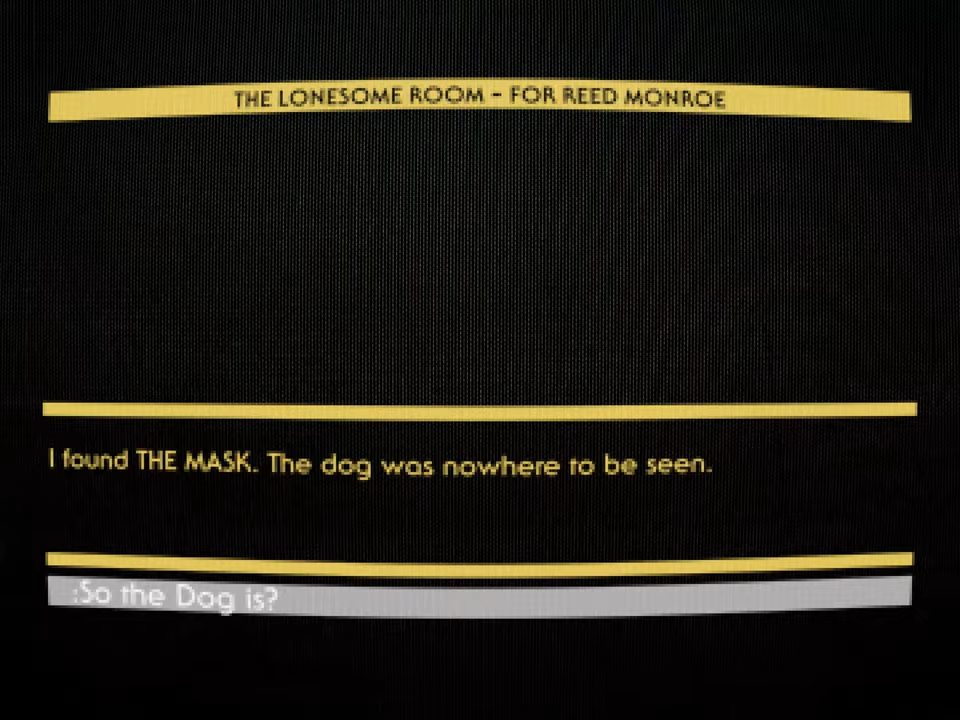 THE LONESOME ROOM - FOR REED MONROE
I found THE MASK. The dog was nowhere to be seen.
:So the Dog is?